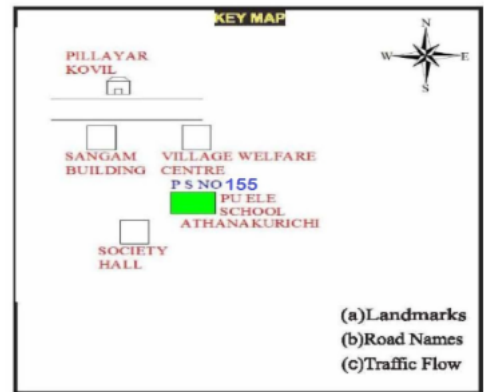 KEY MAP
N
W E
S
PILLAYAR
KOVIL
SANGAM
BUILDING
VILLAGE WELFARE
CENTRE
P S NO 155
PU ELE
SCHOOL
ATHANAKURICHI
SOCIETY
HALL
(a)Landmarks
(b)Road Names
(c)Traffic Flow